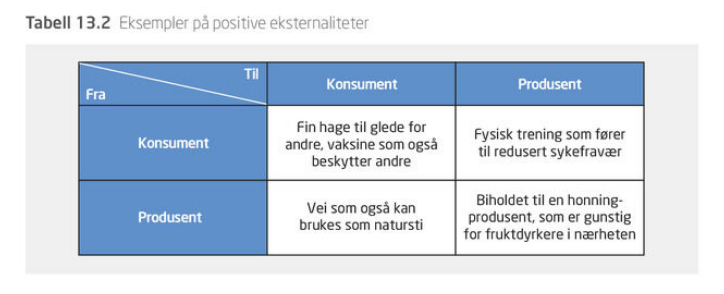 Tabell 13.2 Eksempler på positive eksternaliteter
Til
Fra
Konsument
Produsent
Konsument
Fin hage til glede for
andre, vaksine som også
beskytter andre
Fysisk trening som fører
til redusert sykefravær
Produsent
Vei som også kan
brukes som natursti
Biholdet til en honning-
produsent, som er gunstig
for fruktdyrkere i nærheten